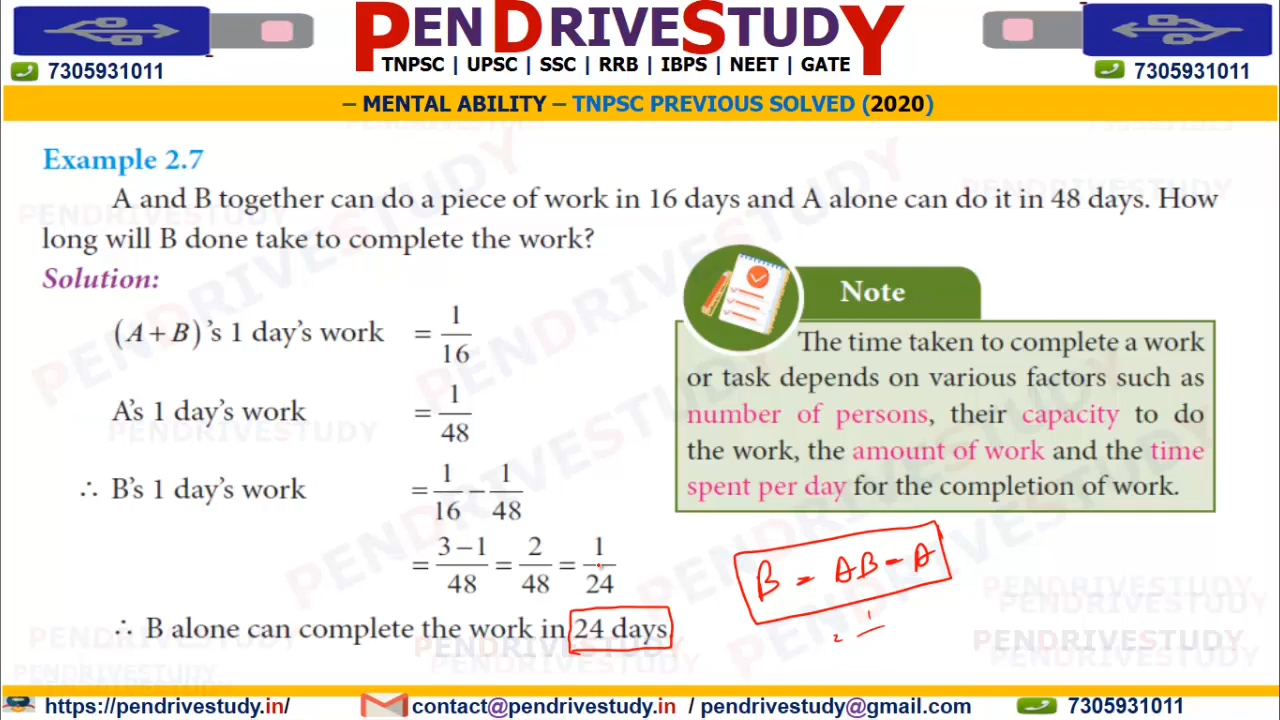 PENDRIVESTUDY
TNPSC | UPSC | SSC | RRB | IBPS | NEET | GATE
7305931011
7305931011
– MENTAL ABILITY – TNPSC PREVIOUS SOLVED (2020)
Example 2.7
A and B together can do a piece of work in 16 days and A alone can do it in 48 days. How
long will B done take to complete the work?
Solution:
(A + B)'s 1 day's work = 1/16
A's 1 day's work = 1/48
∴ B's 1 day's work = 1/16 − 1/48
= 3 − 1/48 = 2/48 = 1/24
∴ B alone can complete the work in 24 days
Note
The time taken to complete a work
or task depends on various factors such as
number of persons, their capacity to do
the work, the amount of work and the time
spent per day for the completion of work.
B = AB − A
PENDRIVESTUDY
https://pendrivestudy.in/
contact@pendrivestudy.in / pendrivestudy@gmail.com
7305931011